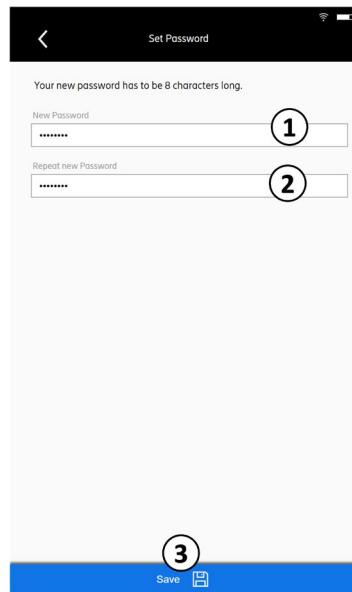 Set Password
Your new password has to be 8 characters long.
New Password
••••••••
1
Repeat new Password
••••••••
2
3
Save